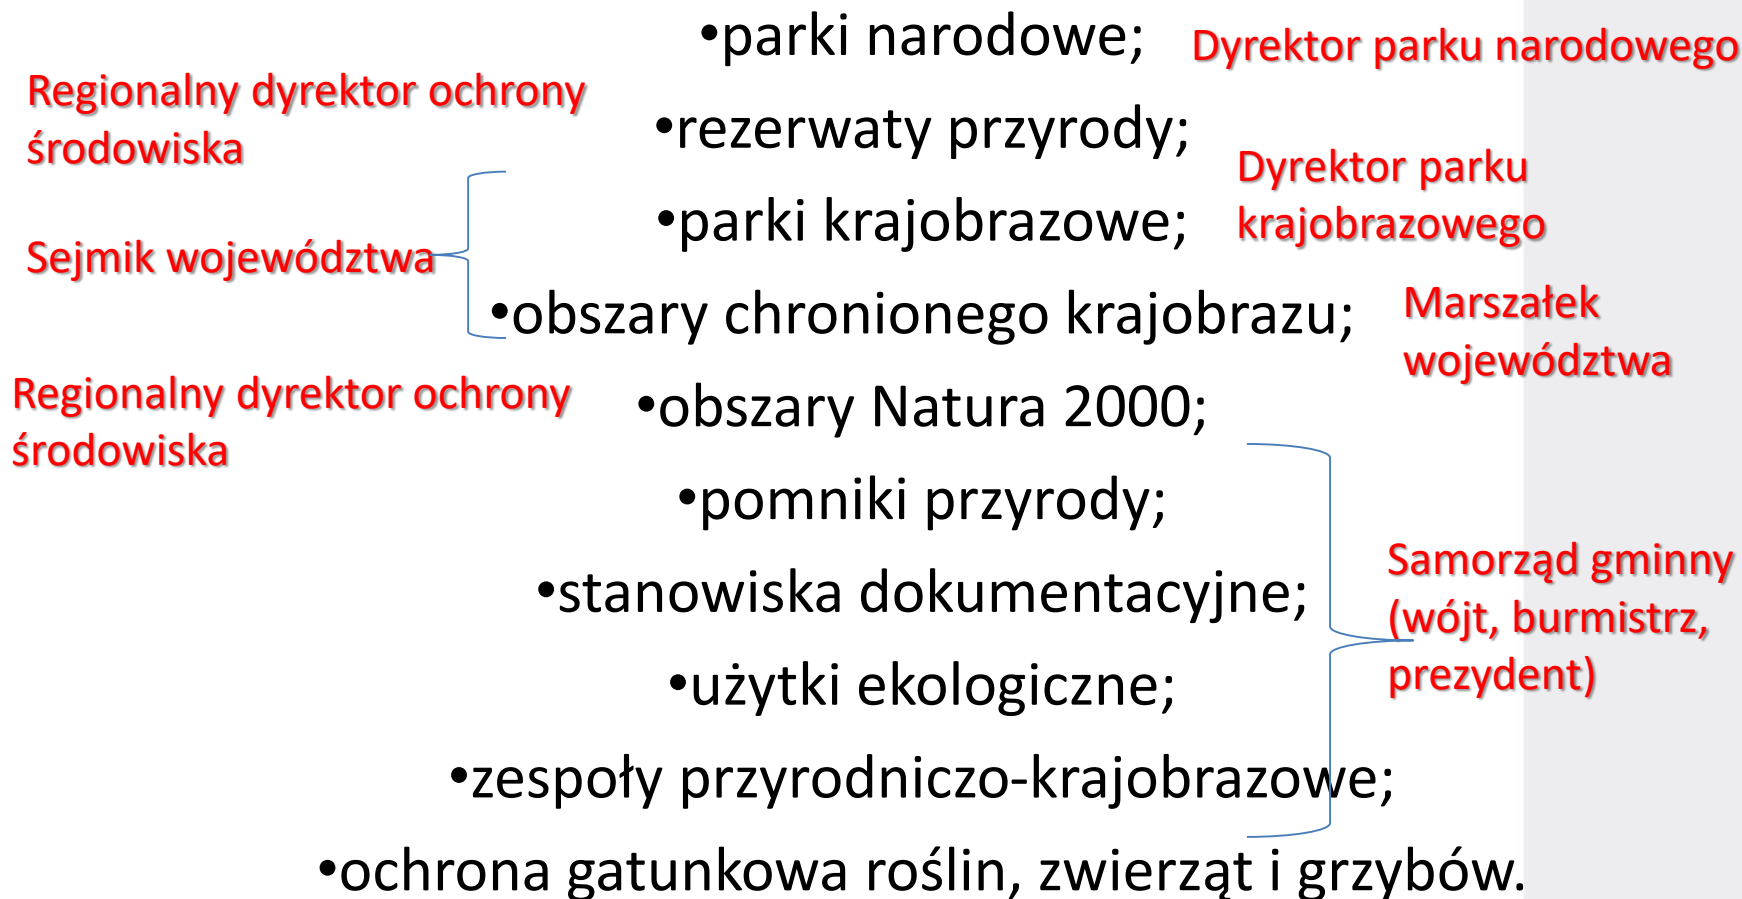 •parki narodowe;
Dyrektor parku narodowego
Regionalny dyrektor ochrony
środowiska
•rezerwaty przyrody;
Dyrektor parku
krajobrazowego
•parki krajobrazowe;
Sejmik województwa
•obszary chronionego krajobrazu;
Marszałek
województwa
Regionalny dyrektor ochrony
środowiska
•obszary Natura 2000;
•pomniki przyrody;
•stanowiska dokumentacyjne;
Samorząd gminny
(wójt, burmistrz,
prezydent)
•użytki ekologiczne;
•zespoły przyrodniczo-krajobrazowe;
•ochrona gatunkowa roślin, zwierząt i grzybów.